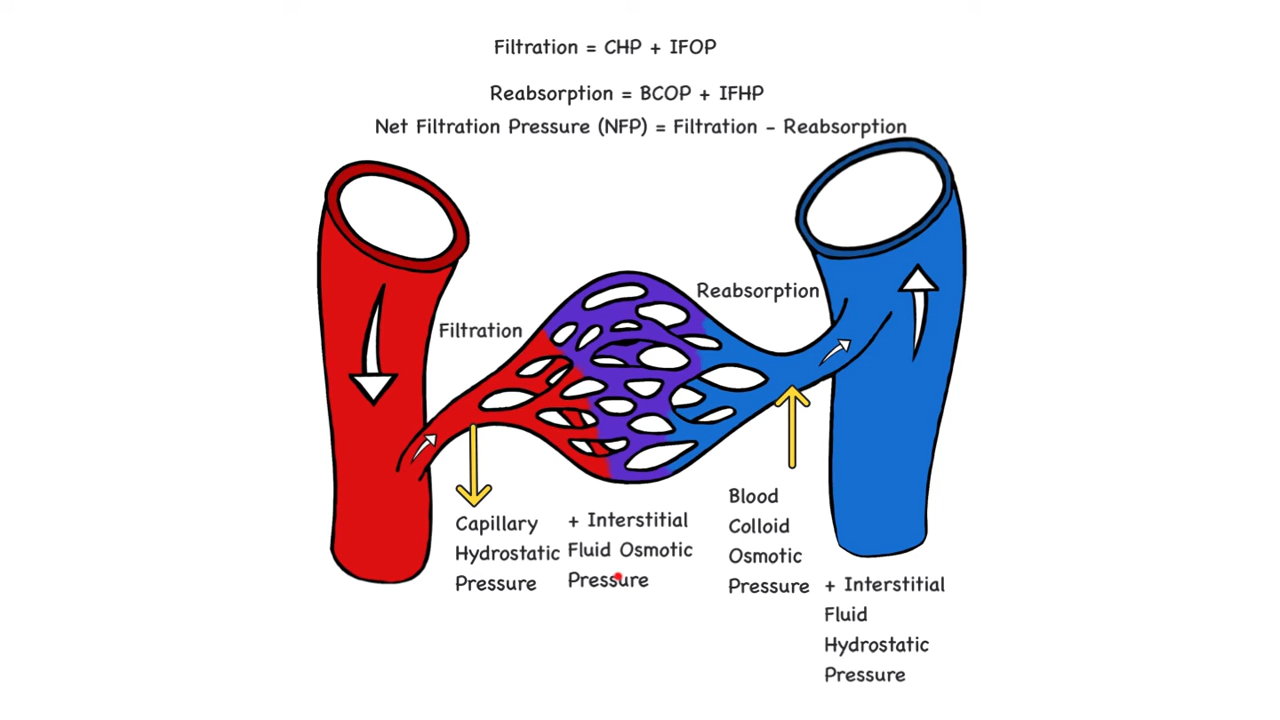 Filtration = CHP + IFOP
Reabsorption = BCOP + IFHP
Net Filtration Pressure (NFP) = Filtration - Reabsorption
Reabsorption
Filtration
Capillary
Hydrostatic
Pressure
+ Interstitial
Fluid Osmotic
Pressure
Blood
Colloid
Osmotic
Pressure
+ Interstitial
Fluid
Hydrostatic
Pressure